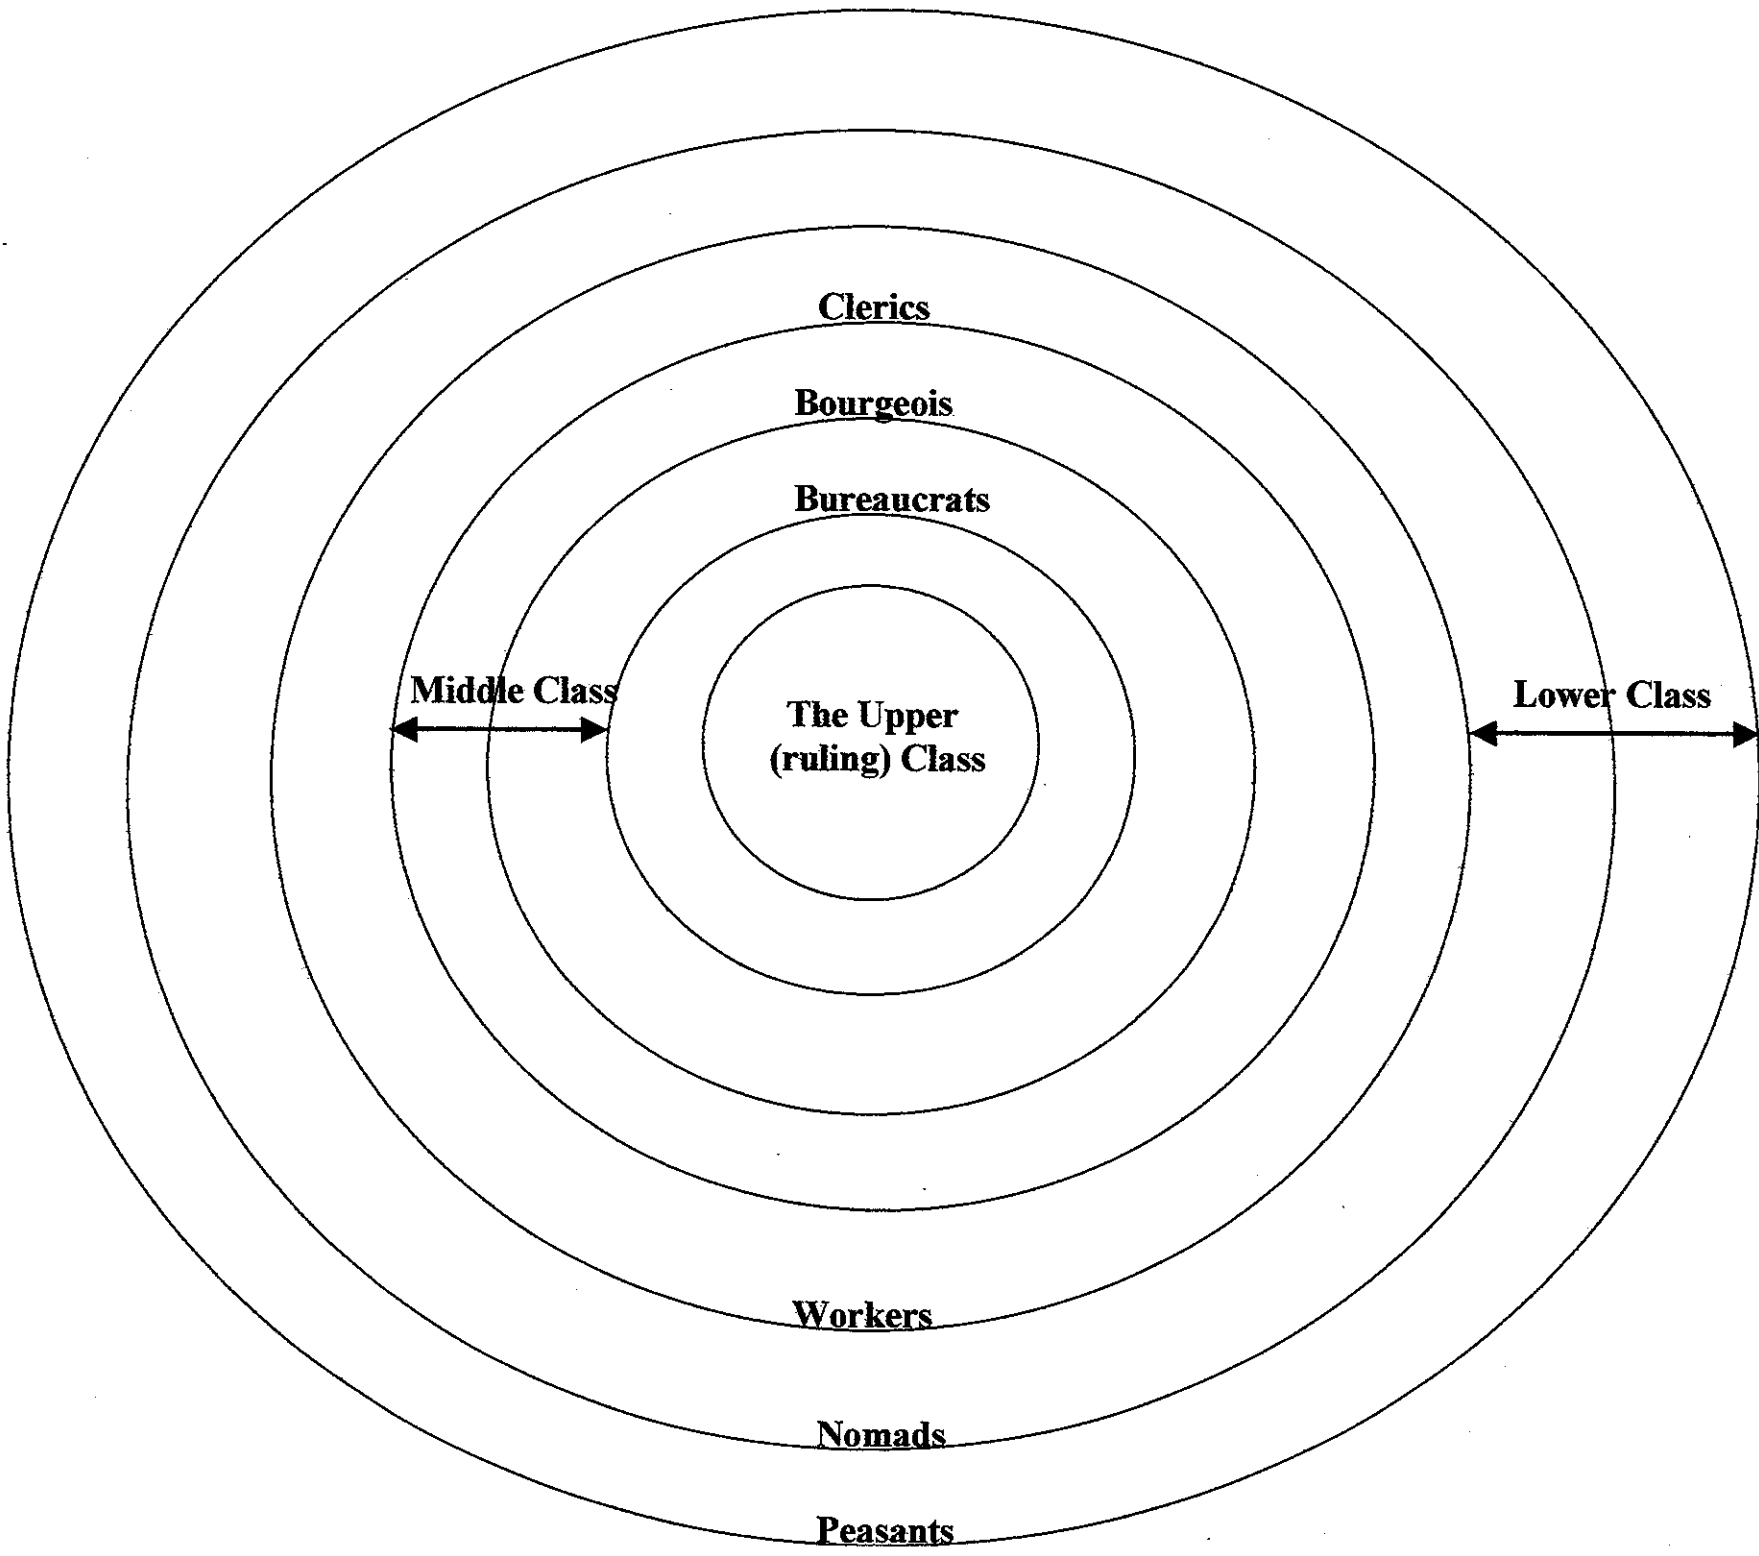 Clerics
Bourgeois
Bureaucrats
Middle Class
The Upper
(ruling) Class
Lower Class
Workers
Nomads
Peasants